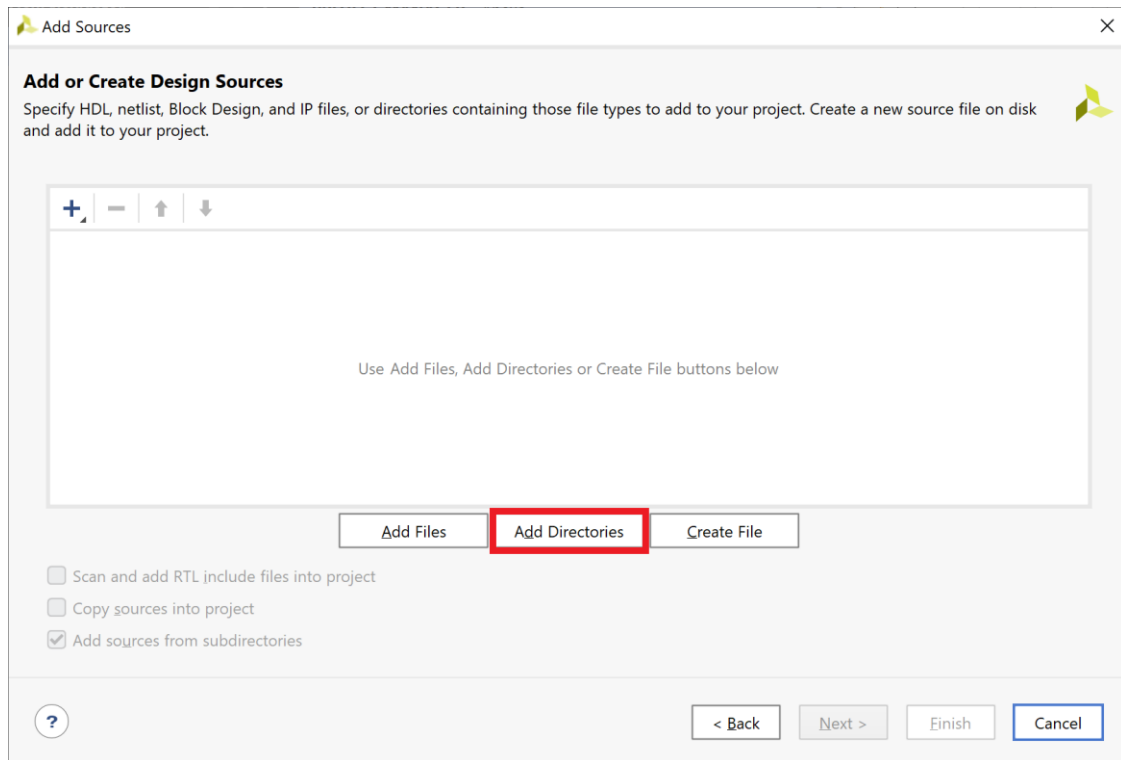 Add Sources
Add or Create Design Sources
Specify HDL, netlist, Block Design, and IP files, or directories containing those file types to add to your project. Create a new source file on disk
and add it to your project.
Use Add Files, Add Directories or Create File buttons below
Add Files
Add Directories
Create File
Scan and add RTL include files into project
Copy sources into project
Add sources from subdirectories
?
< Back
Next >
Finish
Cancel